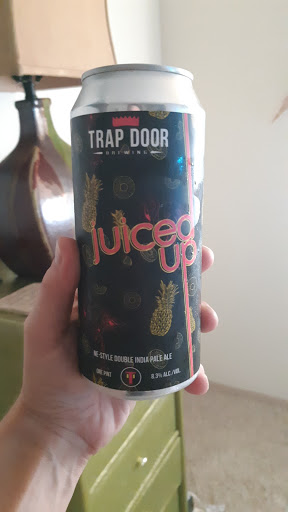 TRAP DOOR
BREWING
juiced
up
NE-STYLE DOUBLE INDIA PALE ALE
ONE PINT
8.3% ALC./VOL.